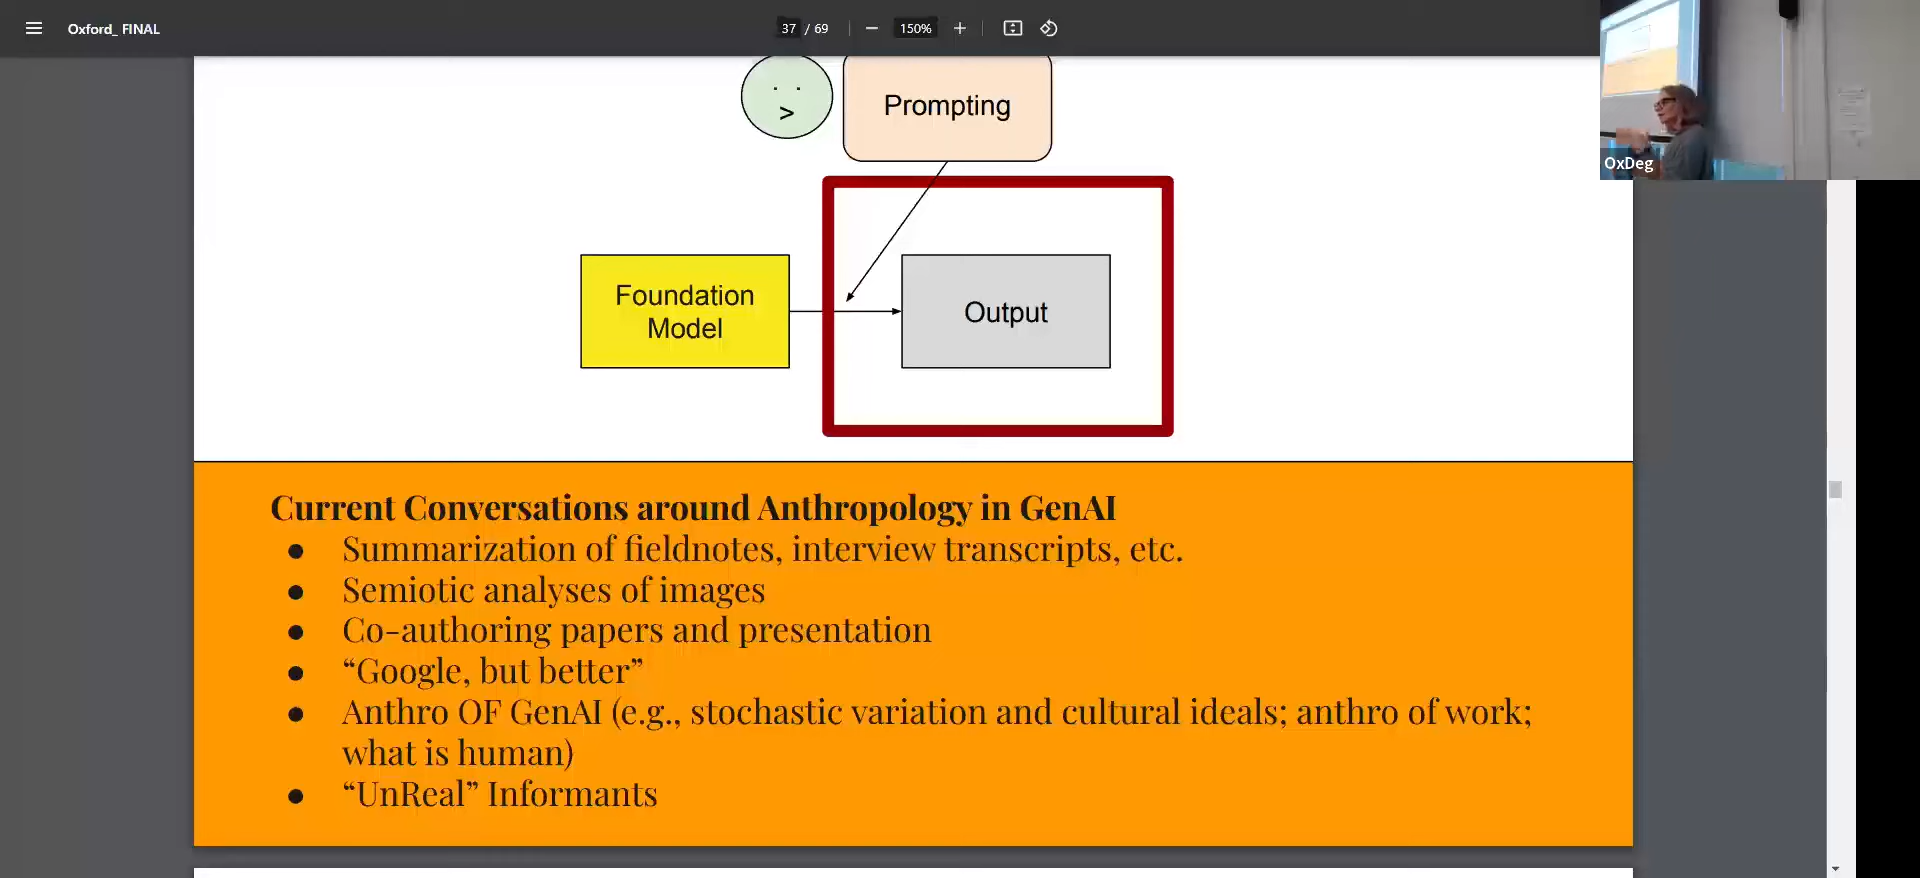 Oxford_ FINAL
37 / 69
150%
. .
>
Prompting
OxDeg
Foundation
Model
Output
Current Conversations around Anthropology in GenAI
● Summarization of fieldnotes, interview transcripts, etc.
● Semiotic analyses of images
● Co-authoring papers and presentation
● “Google, but better”
● Anthro OF GenAI (e.g., stochastic variation and cultural ideals; anthro of work;
what is human)
● “UnReal” Informants